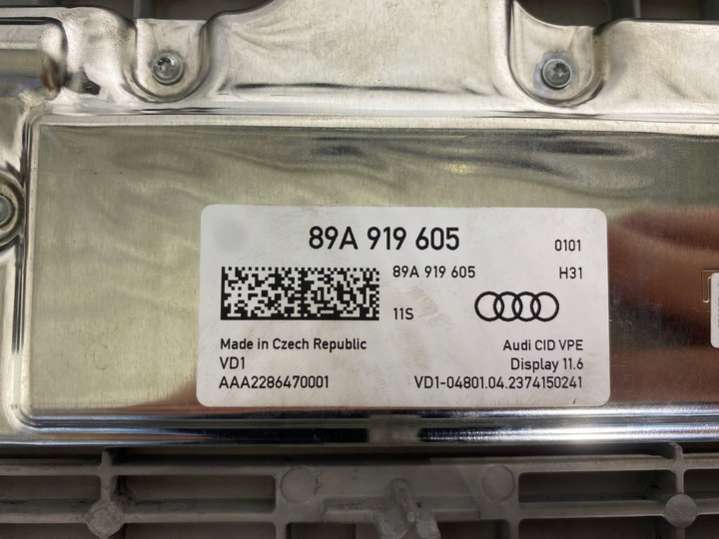 89A 919 605
0101
89A 919 605
H31
11S
Made in Czech Republic
Audi CID VPE
VD1
Display 11.6
AAA2286470001
VD1-04801.04.2374150241